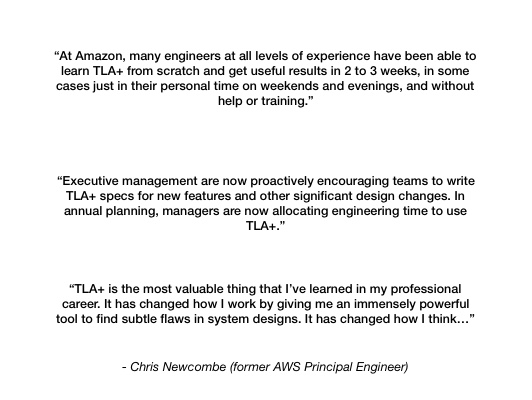 “At Amazon, many engineers at all levels of experience have been able to
learn TLA+ from scratch and get useful results in 2 to 3 weeks, in some
cases just in their personal time on weekends and evenings, and without
help or training.”
“Executive management are now proactively encouraging teams to write
TLA+ specs for new features and other significant design changes. In
annual planning, managers are now allocating engineering time to use
TLA+.”
“TLA+ is the most valuable thing that I’ve learned in my professional
career. It has changed how I work by giving me an immensely powerful
tool to find subtle flaws in system designs. It has changed how I think…”
- Chris Newcombe (former AWS Principal Engineer)